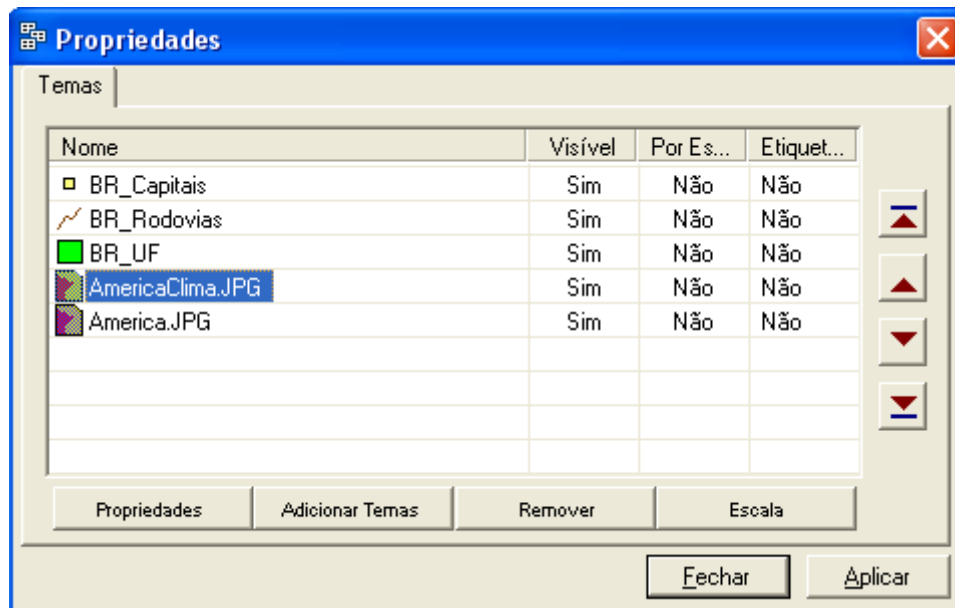 Propriedades
Temas
Nome Visível Por Es... Etiquet...
BR_Capitais Sim Não Não
BR_Rodovias Sim Não Não
BR_UF Sim Não Não
AmericaClima.JPG Sim Não Não
America.JPG Sim Não Não
Propriedades Adicionar Temas Remover Escala
Fechar Aplicar